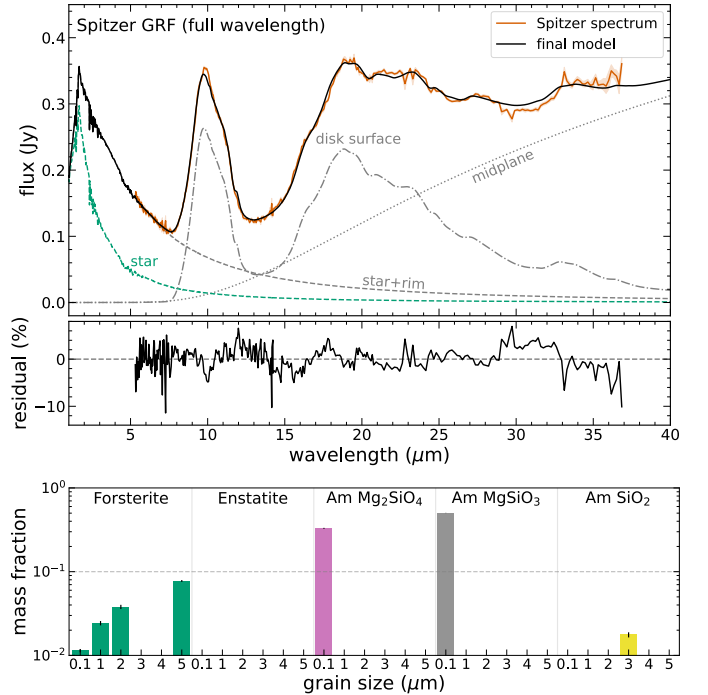 Spitzer GRF (full wavelength)
Spitzer spectrum
final model
0.4
0.3
0.2
0.1
0.0
flux (Jy)
disk surface
midplane
star
star+rim
0
−10
residual (%)
5 10 15 20 25 30 35 40
wavelength (μm)
Forsterite Enstatite Am Mg₂SiO₄ Am MgSiO₃ Am SiO₂
10⁰
10⁻¹
10⁻²
mass fraction
0.1 1 2 3 4 5 0.1 1 2 3 4 5 0.1 1 2 3 4 5 0.1 1 2 3 4 5 0.1 1 2 3 4 5
grain size (μm)